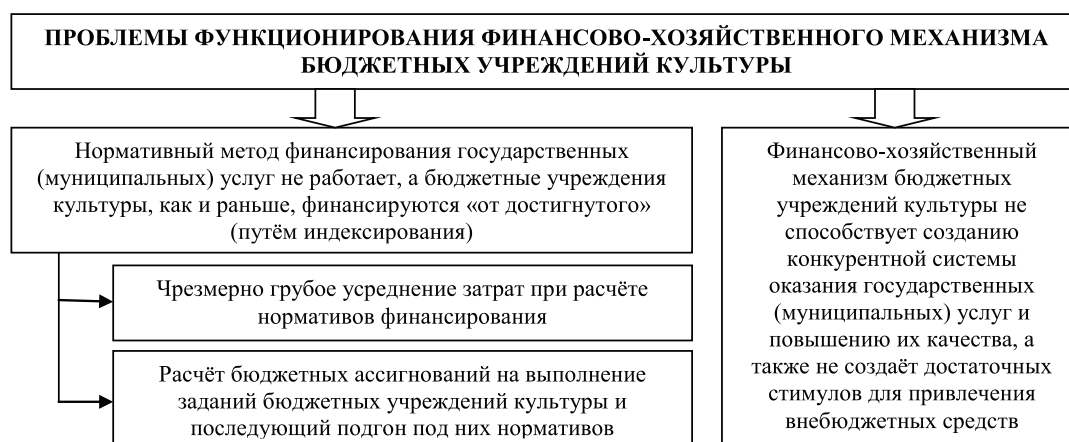 ПРОБЛЕМЫ ФУНКЦИОНИРОВАНИЯ ФИНАНСОВО-ХОЗЯЙСТВЕННОГО МЕХАНИЗМА
БЮДЖЕТНЫХ УЧРЕЖДЕНИЙ КУЛЬТУРЫ
Нормативный метод финансирования государственных
(муниципальных) услуг не работает, а бюджетные учреждения
культуры, как и раньше, финансируются «от достигнутого»
(путём индексирования)
Чрезмерно грубое усреднение затрат при расчёте
нормативов финансирования
Расчёт бюджетных ассигнований на выполнение
заданий бюджетных учреждений культуры и
последующий подгон под них нормативов
Финансово-хозяйственный
механизм бюджетных
учреждений культуры не
способствует созданию
конкурентной системы
оказания государственных
(муниципальных) услуг и
повышению их качества, а
также не создаёт достаточных
стимулов для привлечения
внебюджетных средств